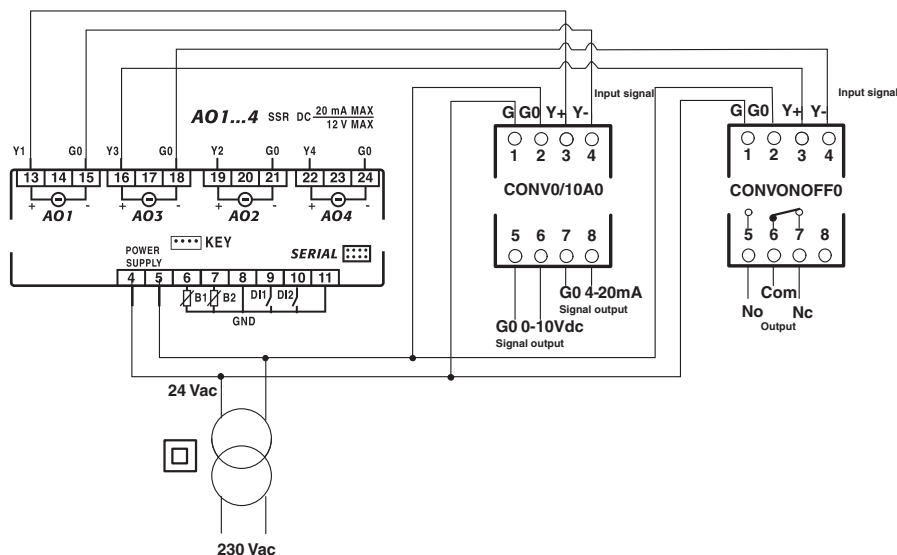 AO1...4 SSR DC 20 mA MAX
12 V MAX
Y1 G0 Y3 G0 Y2 G0 Y4 G0
13 14 15 16 17 18 19 20 21 22 23 24
+ - + - + - + -
AO1 AO3 AO2 AO4
KEY
POWER
SUPPLY
SERIAL
4 5 6 7 8 9 10 11
B1 B2 DI1 DI2
GND
24 Vac
230 Vac
Input signal
G G0 Y+ Y-
1 2 3 4
CONV0/10A0
5 6 7 8
G0 4-20mA
Signal output
G0 0-10Vdc
Signal output
Input signal
G G0 Y+ Y-
1 2 3 4
CONVONOFF0
5 6 7 8
Com
No Nc
Output